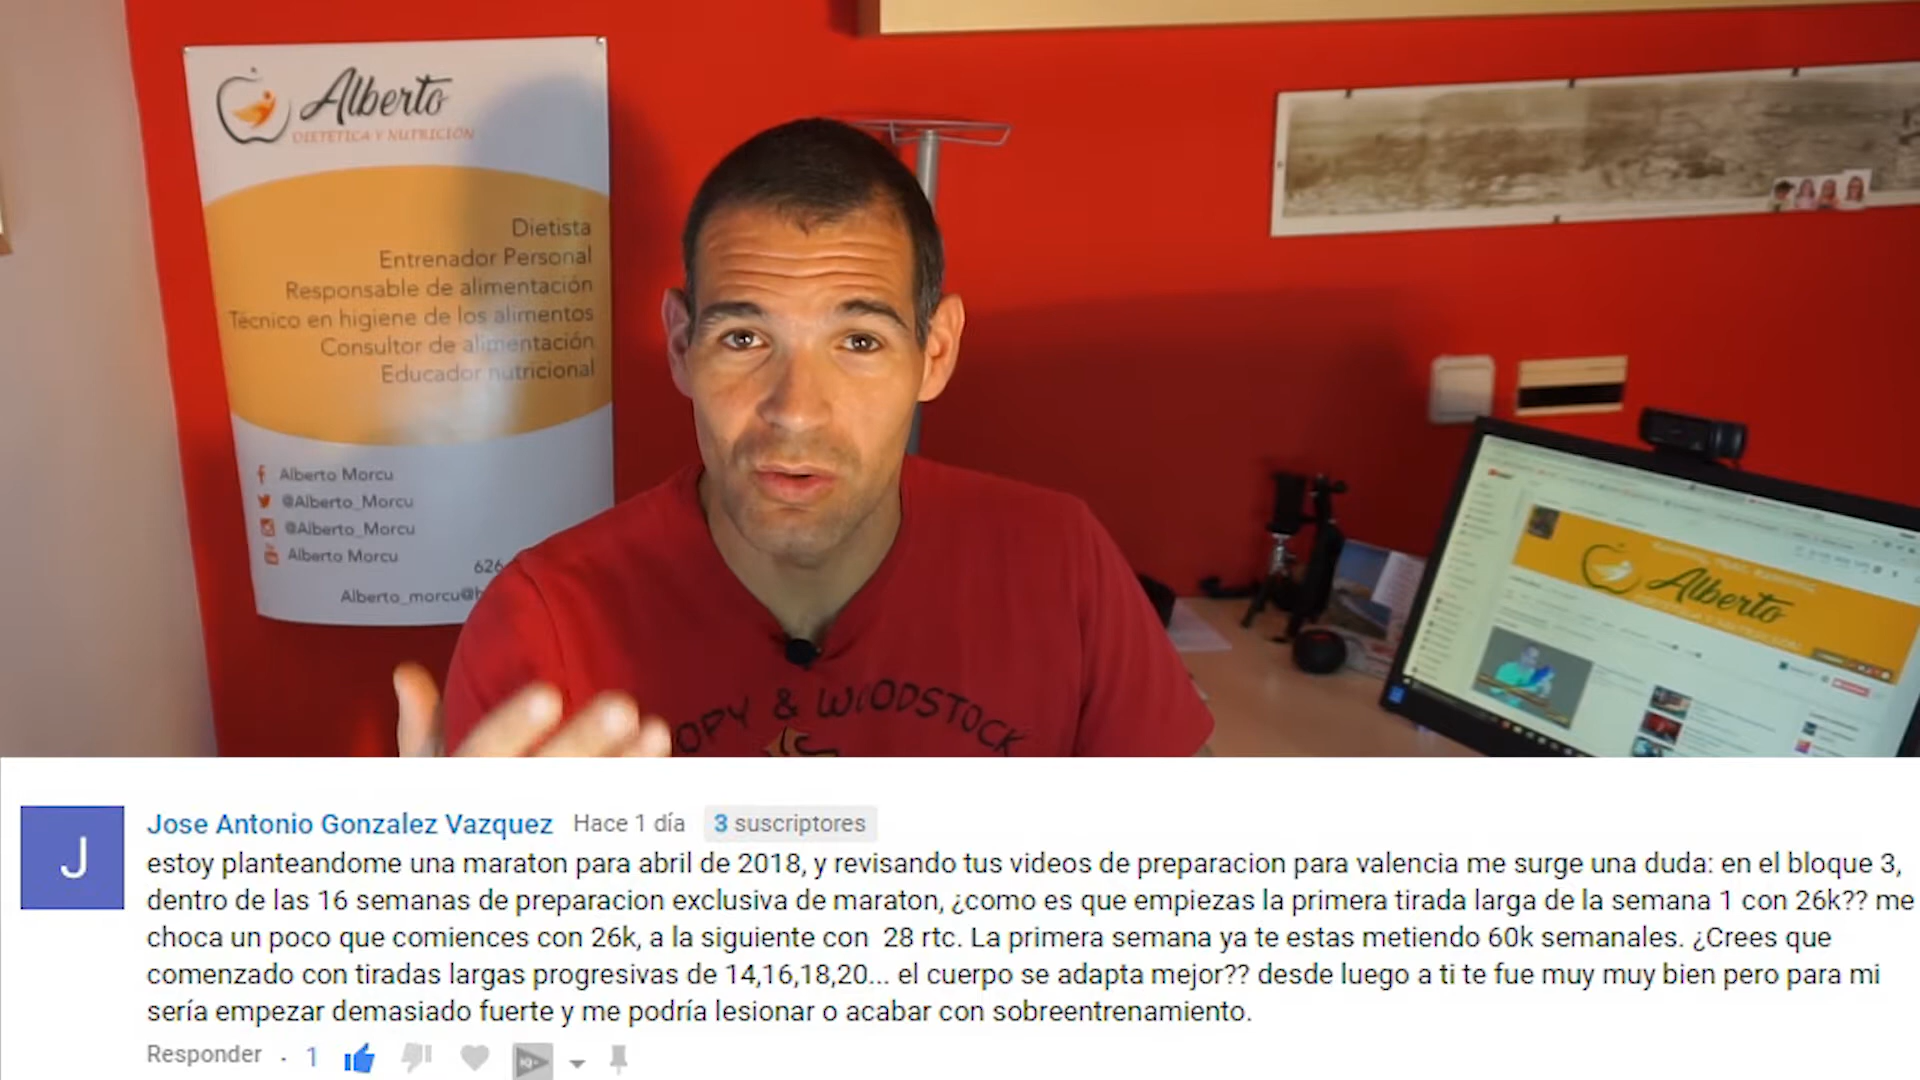 Alberto
DIETÉTICA Y NUTRICIÓN
Dietista
Entrenador Personal
Responsable de alimentación
Técnico en higiene de los alimentos
Consultor de alimentación
Educador nutricional
Alberto Morcu
@Alberto_Morcu
@Alberto_Morcu
Alberto Morcu
626
Alberto_morcu@h
OOPY & WOODSTOCK
Alberto
J
Jose Antonio Gonzalez Vazquez Hace 1 día 3 suscriptores
estoy planteandome una maraton para abril de 2018, y revisando tus videos de preparacion para valencia me surge una duda: en el bloque 3,
dentro de las 16 semanas de preparacion exclusiva de maraton, ¿como es que empiezas la primera tirada larga de la semana 1 con 26k?? me
choca un poco que comiences con 26k, a la siguiente con 28 rtc. La primera semana ya te estas metiendo 60k semanales. ¿Crees que
comenzado con tiradas largas progresivas de 14,16,18,20... el cuerpo se adapta mejor?? desde luego a ti te fue muy muy bien pero para mi
sería empezar demasiado fuerte y me podría lesionar o acabar con sobreentrenamiento.
Responder · 1